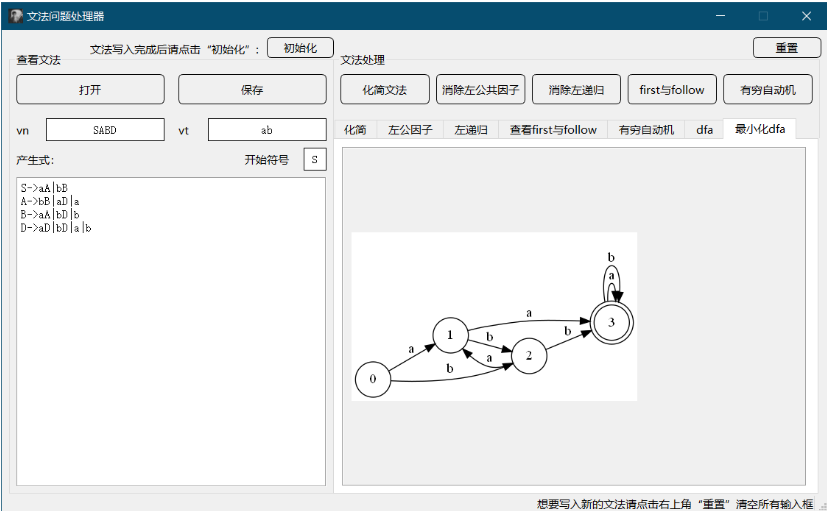 文法问题处理器
查看文法
文法写入完成后请点击“初始化”：
初始化
打开
保存
vn
SABD
vt
ab
产生式:
开始符号
S
S->aA|bB
A->bB|aD|a
B->aA|bD|b
D->aD|bD|a|b
重置
文法处理
化简文法
消除左公共因子
消除左递归
first与follow
有穷自动机
化简
左公因子
左递归
查看first与follow
有穷自动机
dfa
最小化dfa
b
a
a
3
1
b
b
a
a
2
b
0
想要写入新的文法请点击右上角“重置”清空所有输入框